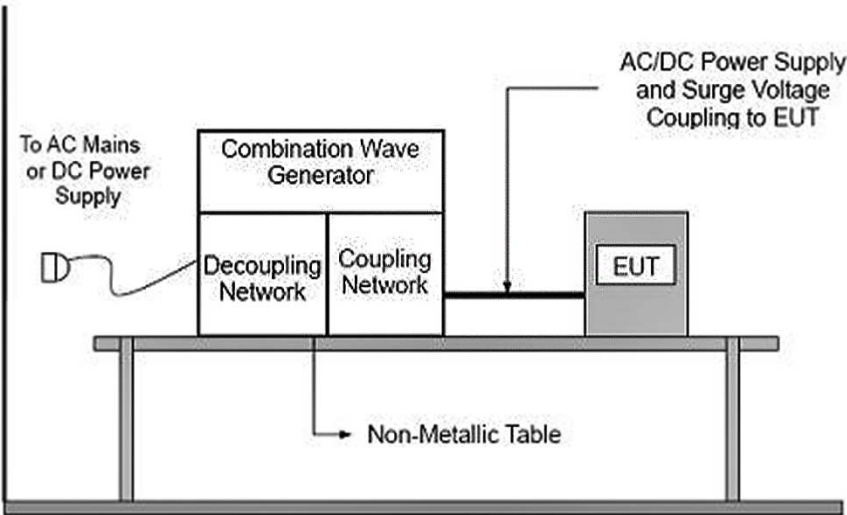 AC/DC Power Supply
and Surge Voltage
Coupling to EUT
To AC Mains
or DC Power
Supply
Combination Wave
Generator
Decoupling
Network
Coupling
Network
EUT
Non-Metallic Table